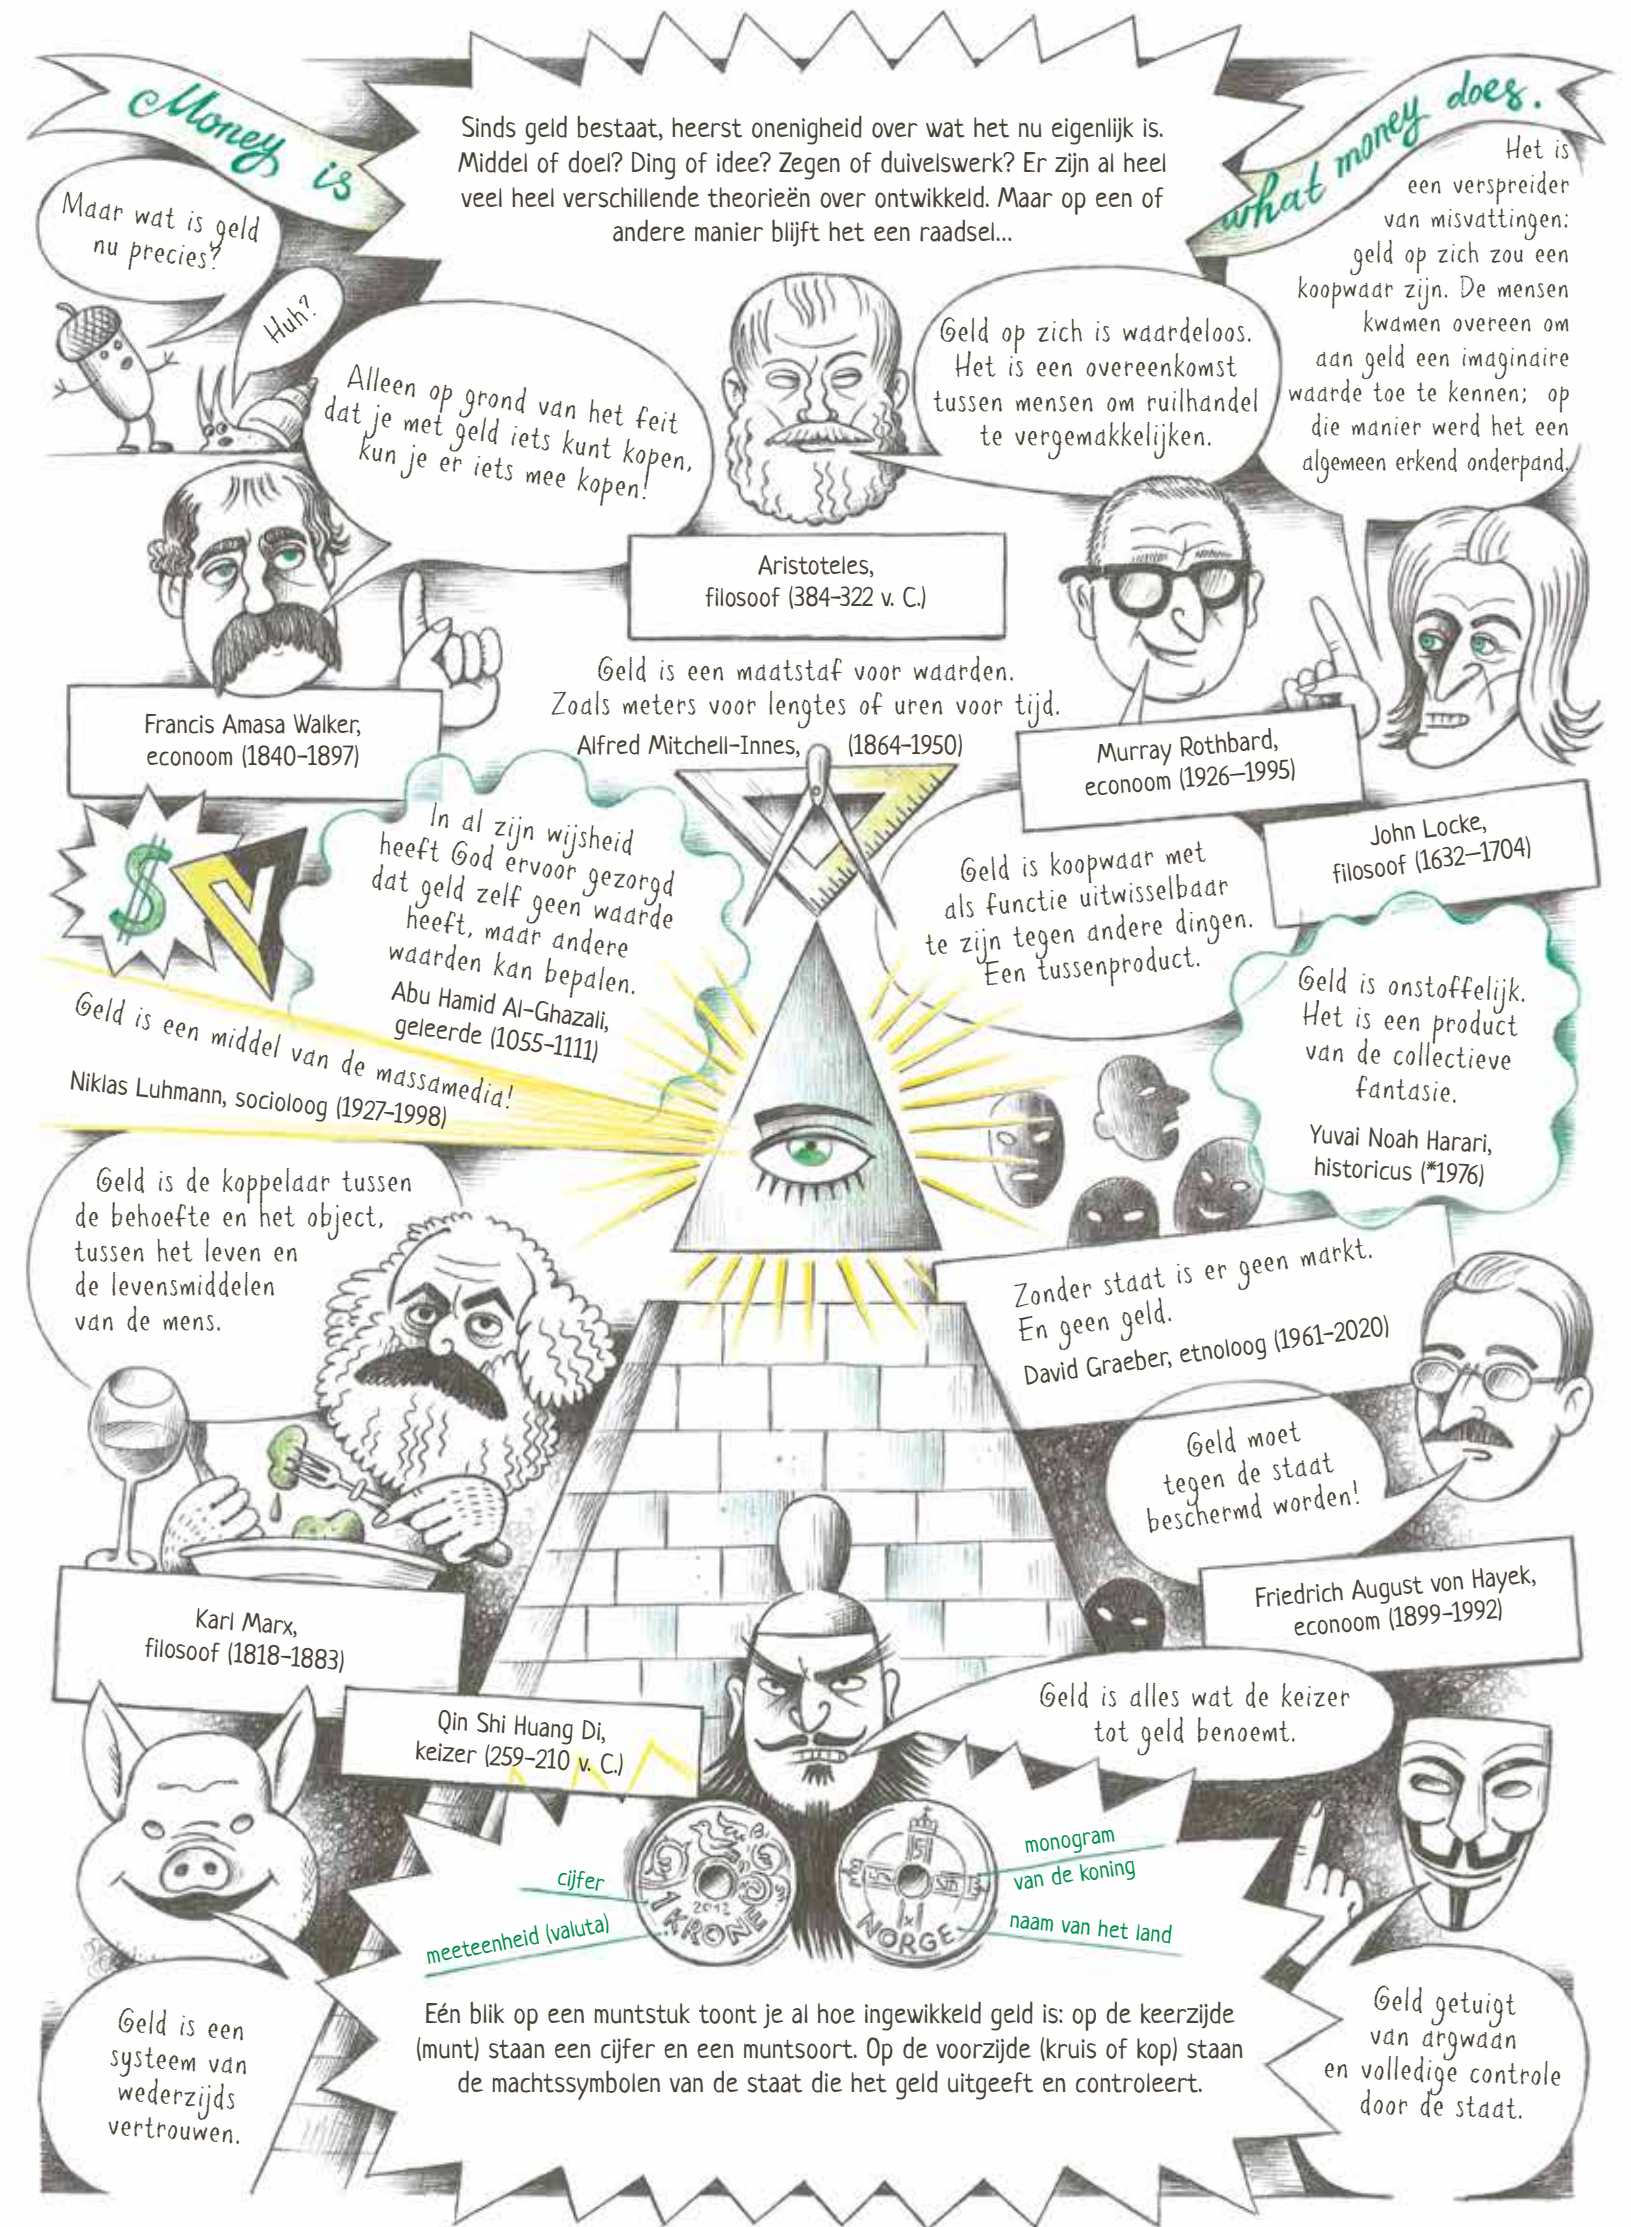 Money is
what money does.
Sinds geld bestaat, heerst onenigheid over wat het nu eigenlijk is.
Middel of doel? Ding of idee? Zegen of duivelswerk? Er zijn al heel
veel heel verschillende theorieën over ontwikkeld. Maar op een of
andere manier blijft het een raadsel...
Maar wat is geld
nu precies?
Huh?
Alleen op grond van het feit
dat je met geld iets kunt kopen,
kun je er iets mee kopen!
Francis Amasa Walker,
econoom (1840–1897)
Geld op zich is waardeloos.
Het is een overeenkomst
tussen mensen om ruilhandel
te vergemakkelijken.
Aristoteles,
filosoof (384–322 v. C.)
Het is
een verspreider
van misvattingen:
geld op zich zou een
koopwaar zijn. De mensen
kwamen overeen om
aan geld een imaginaire
waarde toe te kennen; op
die manier werd het een
algemeen erkend onderpand.
John Locke,
filosoof (1632–1704)
Geld is een maatstaf voor waarden.
Zoals meters voor lengtes of uren voor tijd.
Alfred Mitchell-Innes, (1864–1950)
Murray Rothbard,
econoom (1926–1995)
Geld is koopwaar met
als functie uitwisselbaar
te zijn tegen andere dingen.
Een tussenproduct.
$
In al zijn wijsheid
heeft God ervoor gezorgd
dat geld zelf geen waarde
heeft, maar andere
waarden kan bepalen.
Abu Hamid Al-Ghazali,
geleerde (1055–1111)
Geld is een middel van de massamedia!
Niklas Luhmann, socioloog (1927–1998)
Geld is onstoffelijk.
Het is een product
van de collectieve
fantasie.
Yuvai Noah Harari,
historicus (*1976)
Geld is de koppelaar tussen
de behoefte en het object,
tussen het leven en
de levensmiddelen
van de mens.
Karl Marx,
filosoof (1818–1883)
Zonder staat is er geen markt.
En geen geld.
David Graeber, etnoloog (1961–2020)
Geld moet
tegen de staat
beschermd worden!
Friedrich August von Hayek,
econoom (1899–1992)
Qin Shi Huang Di,
keizer (259–210 v. C.)
Geld is alles wat de keizer
tot geld benoemt.
cijfer
meeteenheid (valuta)
2012
1 KRONE
NORGE
monogram
van de koning
naam van het land
Eén blik op een muntstuk toont je al hoe ingewikkeld geld is: op de keerzijde
(munt) staan een cijfer en een muntsoort. Op de voorzijde (kruis of kop) staan
de machtssymbolen van de staat die het geld uitgeeft en controleert.
Geld is een
systeem van
wederzijds
vertrouwen.
Geld getuigt
van argwaan
en volledige controle
door de staat.